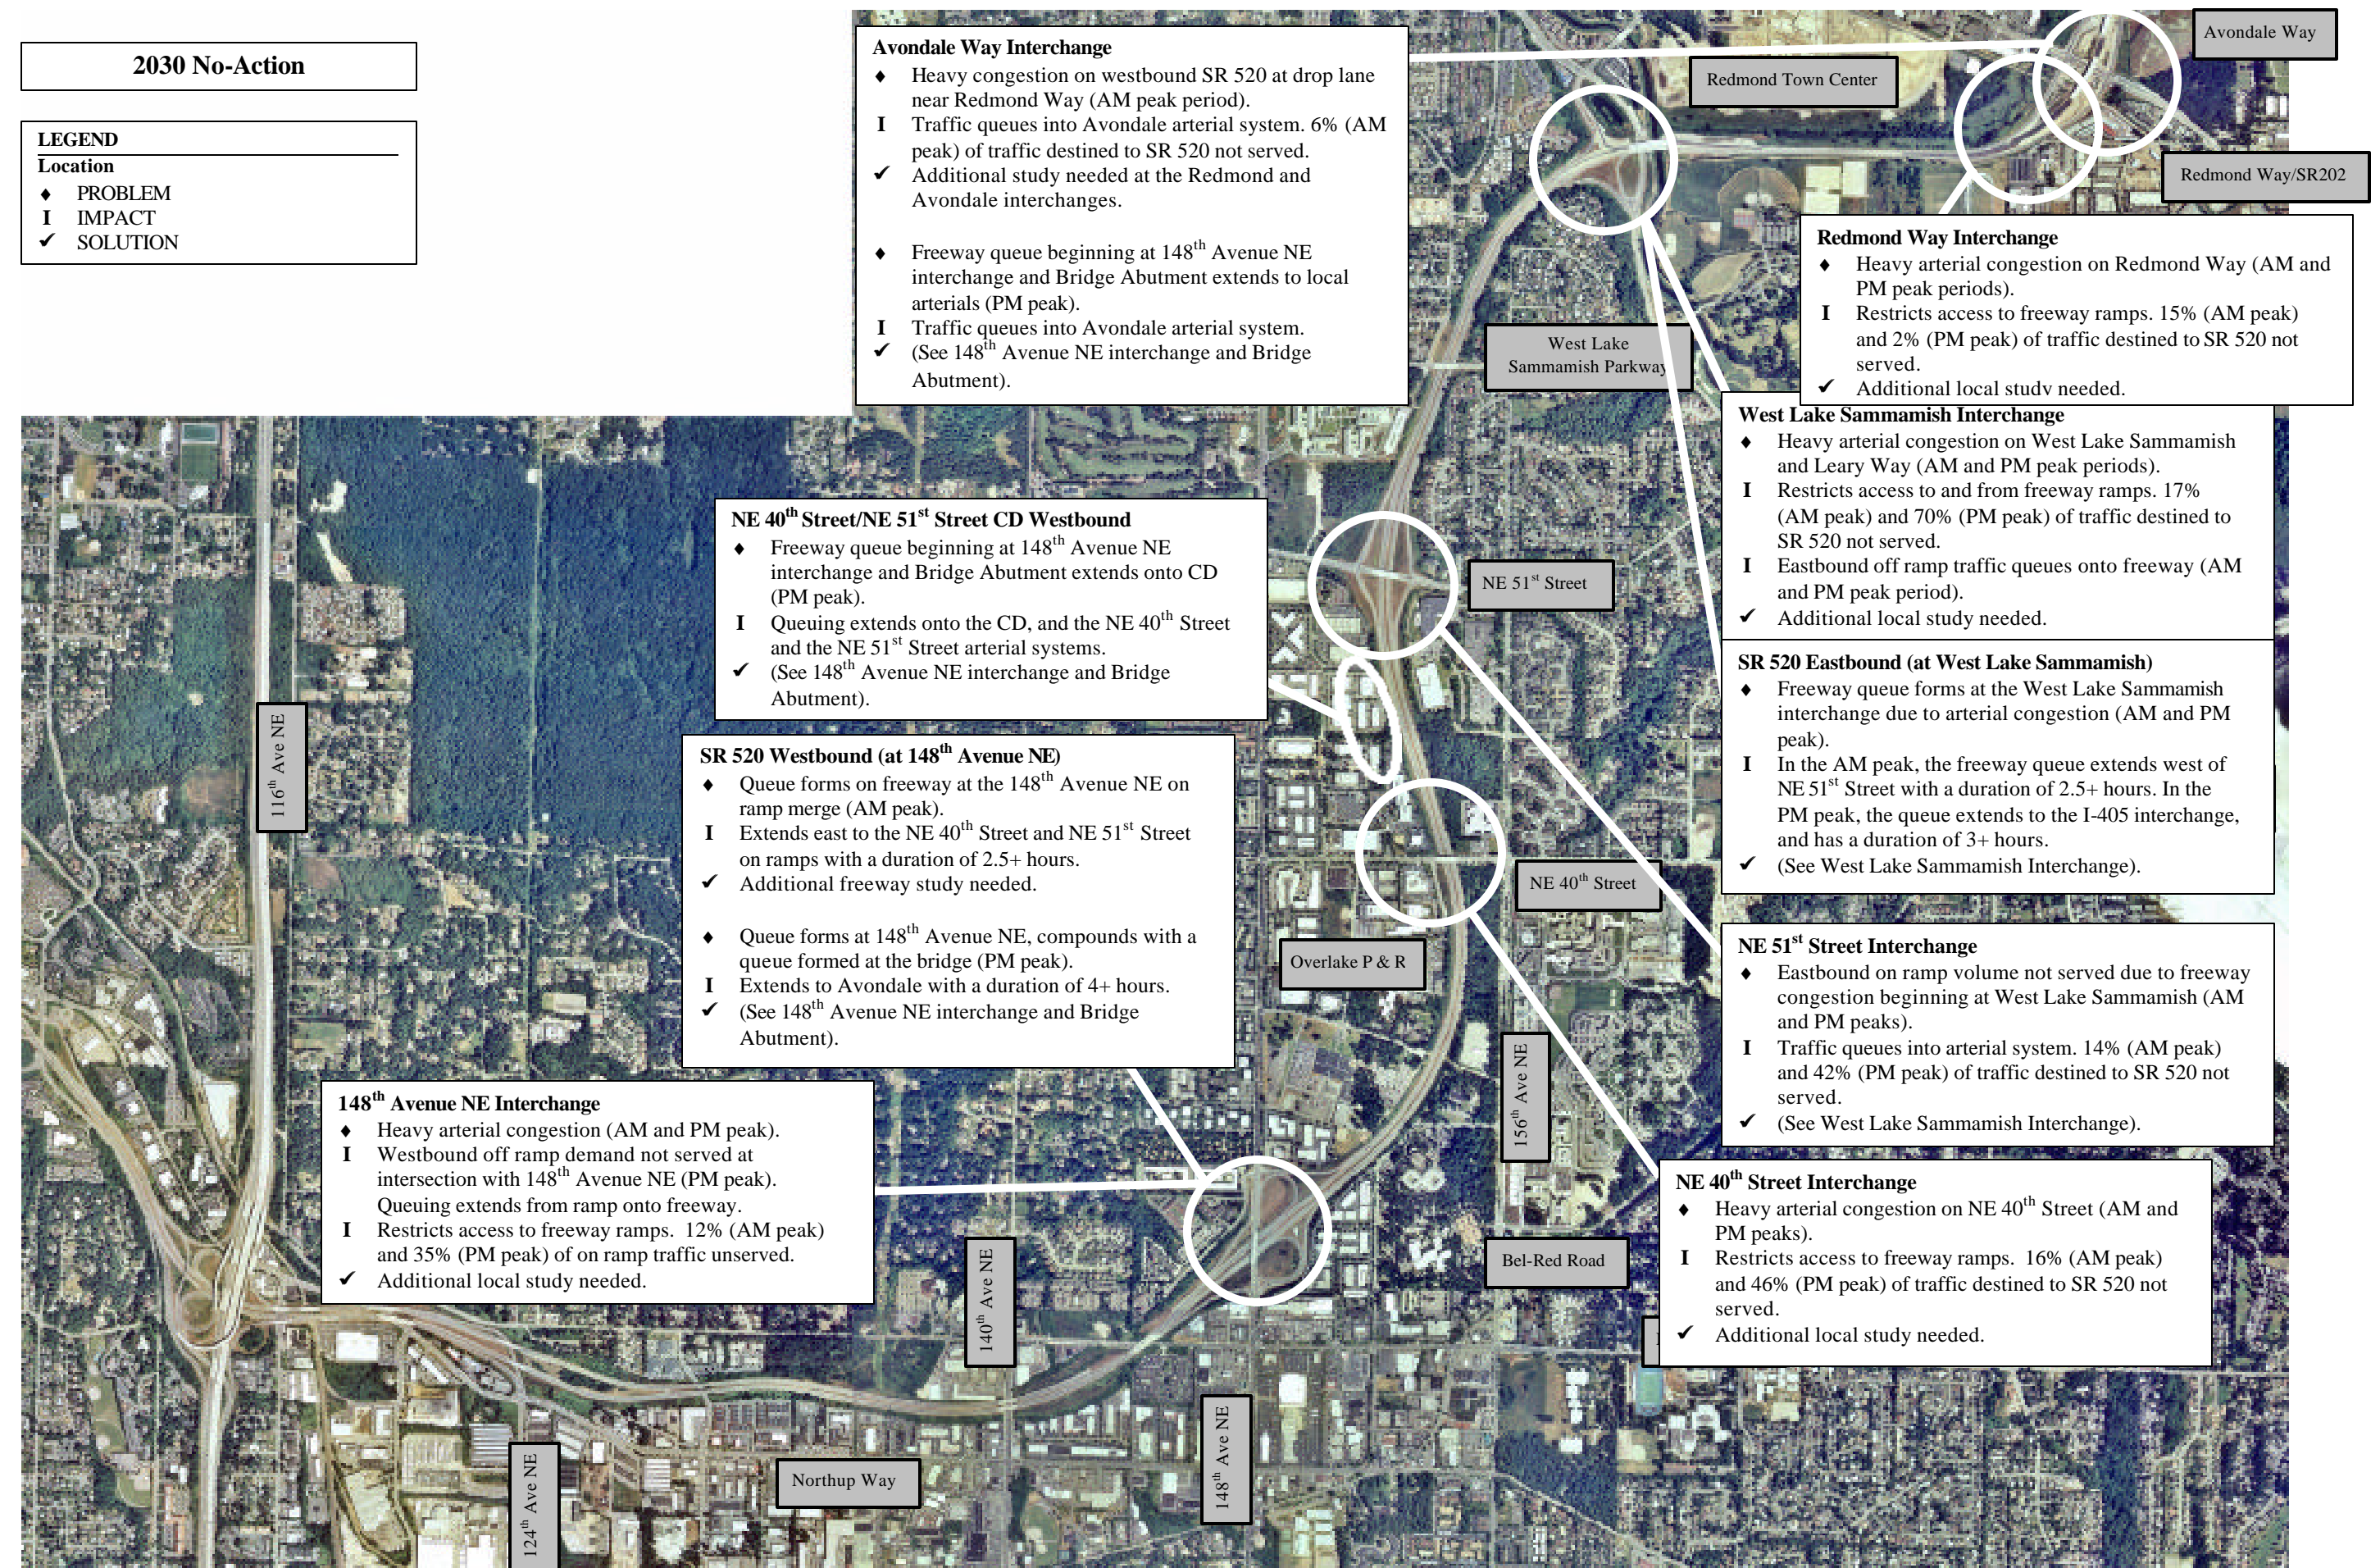 2030 No-Action
LEGEND
Location
♦ PROBLEM
I IMPACT
✔ SOLUTION
Avondale Way Interchange
♦ Heavy congestion on westbound SR 520 at drop lane
near Redmond Way (AM peak period).
I Traffic queues into Avondale arterial system. 6% (AM
peak) of traffic destined to SR 520 not served.
✔ Additional study needed at the Redmond and
Avondale interchanges.
♦ Freeway queue beginning at 148th Avenue NE
interchange and Bridge Abutment extends to local
arterials (PM peak).
I Traffic queues into Avondale arterial system.
✔ (See 148th Avenue NE interchange and Bridge
Abutment).
Redmond Town Center
Avondale Way
Redmond Way/SR202
Redmond Way Interchange
♦ Heavy arterial congestion on Redmond Way (AM and
PM peak periods).
I Restricts access to freeway ramps. 15% (AM peak)
and 2% (PM peak) of traffic destined to SR 520 not
served.
✔ Additional local study needed.
West Lake
Sammamish Parkway
West Lake Sammamish Interchange
♦ Heavy arterial congestion on West Lake Sammamish
and Leary Way (AM and PM peak periods).
I Restricts access to and from freeway ramps. 17%
(AM peak) and 70% (PM peak) of traffic destined to
SR 520 not served.
I Eastbound off ramp traffic queues onto freeway (AM
and PM peak period).
✔ Additional local study needed.
NE 40th Street/NE 51st Street CD Westbound
♦ Freeway queue beginning at 148th Avenue NE
interchange and Bridge Abutment extends onto CD
(PM peak).
I Queuing extends onto the CD, and the NE 40th Street
and the NE 51st Street arterial systems.
✔ (See 148th Avenue NE interchange and Bridge
Abutment).
NE 51st Street
SR 520 Eastbound (at West Lake Sammamish)
♦ Freeway queue forms at the West Lake Sammamish
interchange due to arterial congestion (AM and PM
peak).
I In the AM peak, the freeway queue extends west of
NE 51st Street with a duration of 2.5+ hours. In the
PM peak, the queue extends to the I-405 interchange,
and has a duration of 3+ hours.
✔ (See West Lake Sammamish Interchange).
116th Ave NE
SR 520 Westbound (at 148th Avenue NE)
♦ Queue forms on freeway at the 148th Avenue NE on
ramp merge (AM peak).
I Extends east to the NE 40th Street and NE 51st Street
on ramps with a duration of 2.5+ hours.
✔ Additional freeway study needed.
♦ Queue forms at 148th Avenue NE, compounds with a
queue formed at the bridge (PM peak).
I Extends to Avondale with a duration of 4+ hours.
✔ (See 148th Avenue NE interchange and Bridge
Abutment).
NE 40th Street
Overlake P & R
NE 51st Street Interchange
♦ Eastbound on ramp volume not served due to freeway
congestion beginning at West Lake Sammamish (AM
and PM peaks).
I Traffic queues into arterial system. 14% (AM peak)
and 42% (PM peak) of traffic destined to SR 520 not
served.
✔ (See West Lake Sammamish Interchange).
156th Ave NE
148th Avenue NE Interchange
♦ Heavy arterial congestion (AM and PM peak).
I Westbound off ramp demand not served at
intersection with 148th Avenue NE (PM peak).
Queuing extends from ramp onto freeway.
I Restricts access to freeway ramps. 12% (AM peak)
and 35% (PM peak) of on ramp traffic unserved.
✔ Additional local study needed.
NE 40th Street Interchange
♦ Heavy arterial congestion on NE 40th Street (AM and
PM peaks).
I Restricts access to freeway ramps. 16% (AM peak)
and 46% (PM peak) of traffic destined to SR 520 not
served.
✔ Additional local study needed.
Bel-Red Road
140th Ave NE
148th Ave NE
Northup Way
124th Ave NE